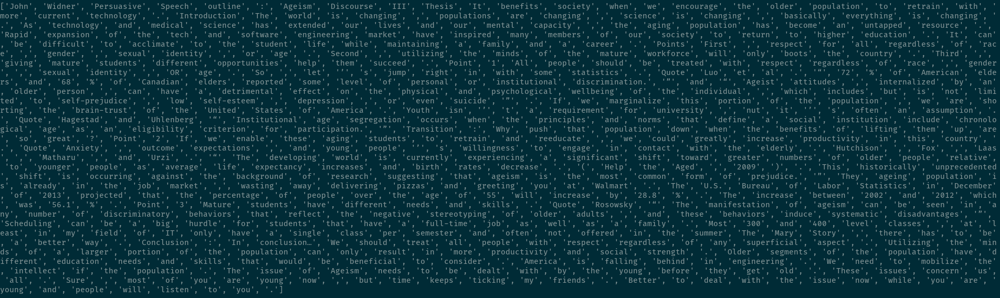 ['John', 'Widner', 'Persuasive', 'Speech', 'outline', ':', 'Ageism', 'Discourse', 'III', 'Thesis', 'It', 'benefits', 'society', 'when', 'we', 'encourage', 'the', 'older', 'population', 'to', 'retrain', 'with', '
more', 'current', 'technology', '.', 'Introduction', 'The', 'world', 'is', 'changing', ',', 'populations', 'are', 'changing', ',', 'science', 'is', 'changing', ',', 'basically', 'everything', 'is', 'changing', '
.', 'As', 'technology', 'and', 'medical', 'science', 'has', 'extended', 'our', 'lives', 'and', 'our', 'mental', 'capacity', ',', 'the', 'aging', 'population', 'has', 'become', 'an', 'untapped', 'resource', '.',
'Rapid', 'expansion', 'of', 'the', 'tech', 'and', 'software', 'engineering', 'market', 'have', 'inspired', 'many', 'members', 'of', 'our', 'society', 'to', 'return', 'to', 'higher', 'education', '.', 'It', 'can'
, 'be', 'difficult', 'to', 'acclimate', 'to', 'the', 'student', 'life', 'while', 'maintaining', 'a', 'family', 'and', 'a', 'career', '.', 'Points', 'First', ',', 'respect', 'for', 'all', 'regardless', 'of', 'rac
e', ',', 'gender', ',', 'sexual', 'identity', ',', 'or', 'age', '.', 'Second', ',', 'utilizing', 'the', 'minds', 'of', 'the', 'mature', 'workforce', 'will', 'only', 'boots', 'the', 'country', '.', 'Third', ',',
'giving', 'mature', 'students', 'different', 'opportunities', 'help', 'them', 'succeed', '.', 'Point', '1', 'All', 'people', 'should', 'be', 'treated', 'with', 'respect', 'regardless', 'of', 'race', ',', 'gender
', ',', 'sexual', 'identity', ',', 'OR', 'age', '.', 'So', ',', 'let', '’', 's', 'jump', 'right', 'in', 'with', 'some', 'statistics', '.', 'Quote', 'Luo', 'et', 'al', '.', '“', '72', '%', 'of', 'American', 'elde
rs', 'and', '68', '%', 'of', 'Canadian', 'elders', 'reported', 'some', 'level', 'of', 'personal', 'or', 'institutional', 'discrimination.', '”', 'and', '“', 'Ageist', 'attitudes', ',', 'internalized', 'by', 'an'
, 'older', 'person', ',', 'can', 'have', 'a', 'detrimental', 'effect', 'on', 'the', 'physical', 'and', 'psychological', 'wellbeing', 'of', 'the', 'individual', ',', 'which', 'includes', 'but', 'is', 'not', 'limi
ted', 'to', 'self-prejudice', ',', 'low', 'self-esteem', ',', 'depression', ',', 'or', 'even', 'suicide', '”', '.', 'If', 'we', 'marginalize', 'this', 'portion', 'of', 'the', 'population', ',', 'we', 'are', 'sho
rting', 'the', 'brain-trust', 'of', 'the', 'United', 'States', 'of', 'America', '.', 'Youth', 'isn', '’', 't', 'a', 'requirement', 'for', 'university', ',', 'nut', 'it', '’', 's', 'often', 'an', 'assumption', '.
', 'Quote', 'Hagestad', 'and', 'Uhlenberg', '“', 'Institutional', 'age', 'segregation', 'occurs', 'when', 'the', 'principles', 'and', 'norms', 'that', 'define', 'a', 'social', 'institution', 'include', 'chronolo
gical', 'age', 'as', 'an', 'eligibility', 'criterion', 'for', 'participation.', '”', 'Transition', ':', 'Why', 'push', 'that', 'population', 'down', 'when', 'the', 'benefits', 'of', 'lifting', 'them', 'up', 'are
', 'so', 'great', '?', 'Point', '2', 'If', 'we', 'enable', 'these', 'aging', 'students', 'to', 'retrain', 'and', 'reeducate', ',', 'we', 'could', 'greatly', 'increase', 'productivity', 'in', 'this', 'country', '
.', 'Quote', 'Anxiety', ',', 'outcome', 'expectations', ',', 'and', 'young', 'people', '’', 's', 'willingness', 'to', 'engage', 'in', 'contact', 'with', 'the', 'elderly', '.', 'Hutchison', ',', 'Fox', ',', 'Laas
', ',', 'Matharu', ',', 'and', 'Urzi', '.', '“', 'The', 'developing', 'world', 'is', 'currently', 'experiencing', 'a', 'significant', 'shift', 'toward', 'greater', 'numbers', 'of', 'older', 'people', 'relative',
'to', 'younger', 'people', 'as', 'average', 'life', 'expectancy', 'increases', 'and', 'birth', 'rates', 'decrease', '.', '(', 'Help', 'the', 'Aged', ',', '2009', ')', '.', 'This', 'historically', 'unprecedented
', 'shift', 'is', 'occurring', 'against', 'the', 'background', 'of', 'research', 'suggesting', 'that', 'ageism', 'is', 'the', 'most', 'common', 'form', 'of', 'prejudice.', '”', 'They', 'ageing', 'population', 'i
s', 'already', 'in', 'the', 'job', 'market', ',', 'wasting', 'away', 'delivering', 'pizzas', 'and', 'greeting', 'you', 'at', 'Walmart', '.', 'The', 'U.S.', 'Bureau', 'of', 'Labor', 'Statistics', 'in', 'December'
, 'of', '2013', 'projected', 'that', 'the', 'percentage', 'of', 'people', 'over', 'the', 'age', 'of', '55', 'will', 'increase', 'by', '28.8', '%', '.', 'The', 'increase', 'between', '2002', 'and', '2012', 'which
', 'was', '56.1', '%', '.', 'Point', '3', 'Mature', 'students', 'have', 'different', 'needs', 'and', 'skills', '.', 'Quote', 'Rosowsky', '“', 'The', 'manifestation', 'of', 'ageism', 'can', 'be', 'seen', 'in', 'a
ny', 'number', 'of', 'discriminatory', 'behaviors', 'that', 'reflect', 'the', 'negative', 'stereotyping', 'of', 'older', 'adults', ',', 'and', 'these', 'behaviors', 'induce', 'systematic', 'disadvantages', '”',
'Scheduling', 'can', 'be', 'a', 'big', 'hurdle', 'for', 'students', 'that', 'have', 'a', 'full-time', 'job', 'as', 'well', 'as', 'a', 'family', '.', 'Most', '300', 'and', '400', 'level', 'classes', ',', 'at', 'l
east', 'in', 'my', 'field', 'of', 'IT', 'only', 'have', 'a', 'single', 'class', 'per', 'semester', 'and', 'often', 'not', 'offered', 'in', 'the', 'summer', 'The', 'Mary', 'Story', ',', 'there', 'has', 'to', 'be'
, 'a', 'better', 'way', '.', 'Conclusion', ':', 'In', 'conclusion…', 'We', 'should', 'treat', 'all', 'people', 'with', 'respect', 'regardless', 'of', 'any', 'superficial', 'aspect', '.', 'Utilizing', 'the', 'min
ds', 'of', 'a', 'larger', 'portion', 'of', 'the', 'population', 'can', 'only', 'result', 'in', 'more', 'productivity', 'and', 'social', 'strength', '.', 'Older', 'segments', 'of', 'the', 'population', 'have', 'd
ifferent', 'education', 'needs', 'and', 'skills', 'that', 'would', 'be', 'beneficial', 'to', 'consider', '.', 'America', 'is', 'falling', 'behind', 'in', 'engineering', '.', 'We', 'need', 'to', 'mobilize', 'the'
, 'intellect', 'if', 'the', 'population', '.', 'The', 'issue', 'of', 'Ageism', 'needs', 'to', 'be', 'dealt', 'with', 'by', 'the', 'young', 'before', 'they', 'get', 'old', '.', 'These', 'issues', 'concern', 'us',
'all', '.', 'Sure', ',', 'most', 'of', 'you', 'are', 'young', 'now', ',', 'but', 'time', 'keeps', 'ticking', 'my', 'friends', '.', 'Better', 'to', 'deal', 'with', 'the', 'issue', 'now', 'while', 'you', 'are', '
young', 'and', 'people', 'will', 'listen', 'to', 'you', '.']